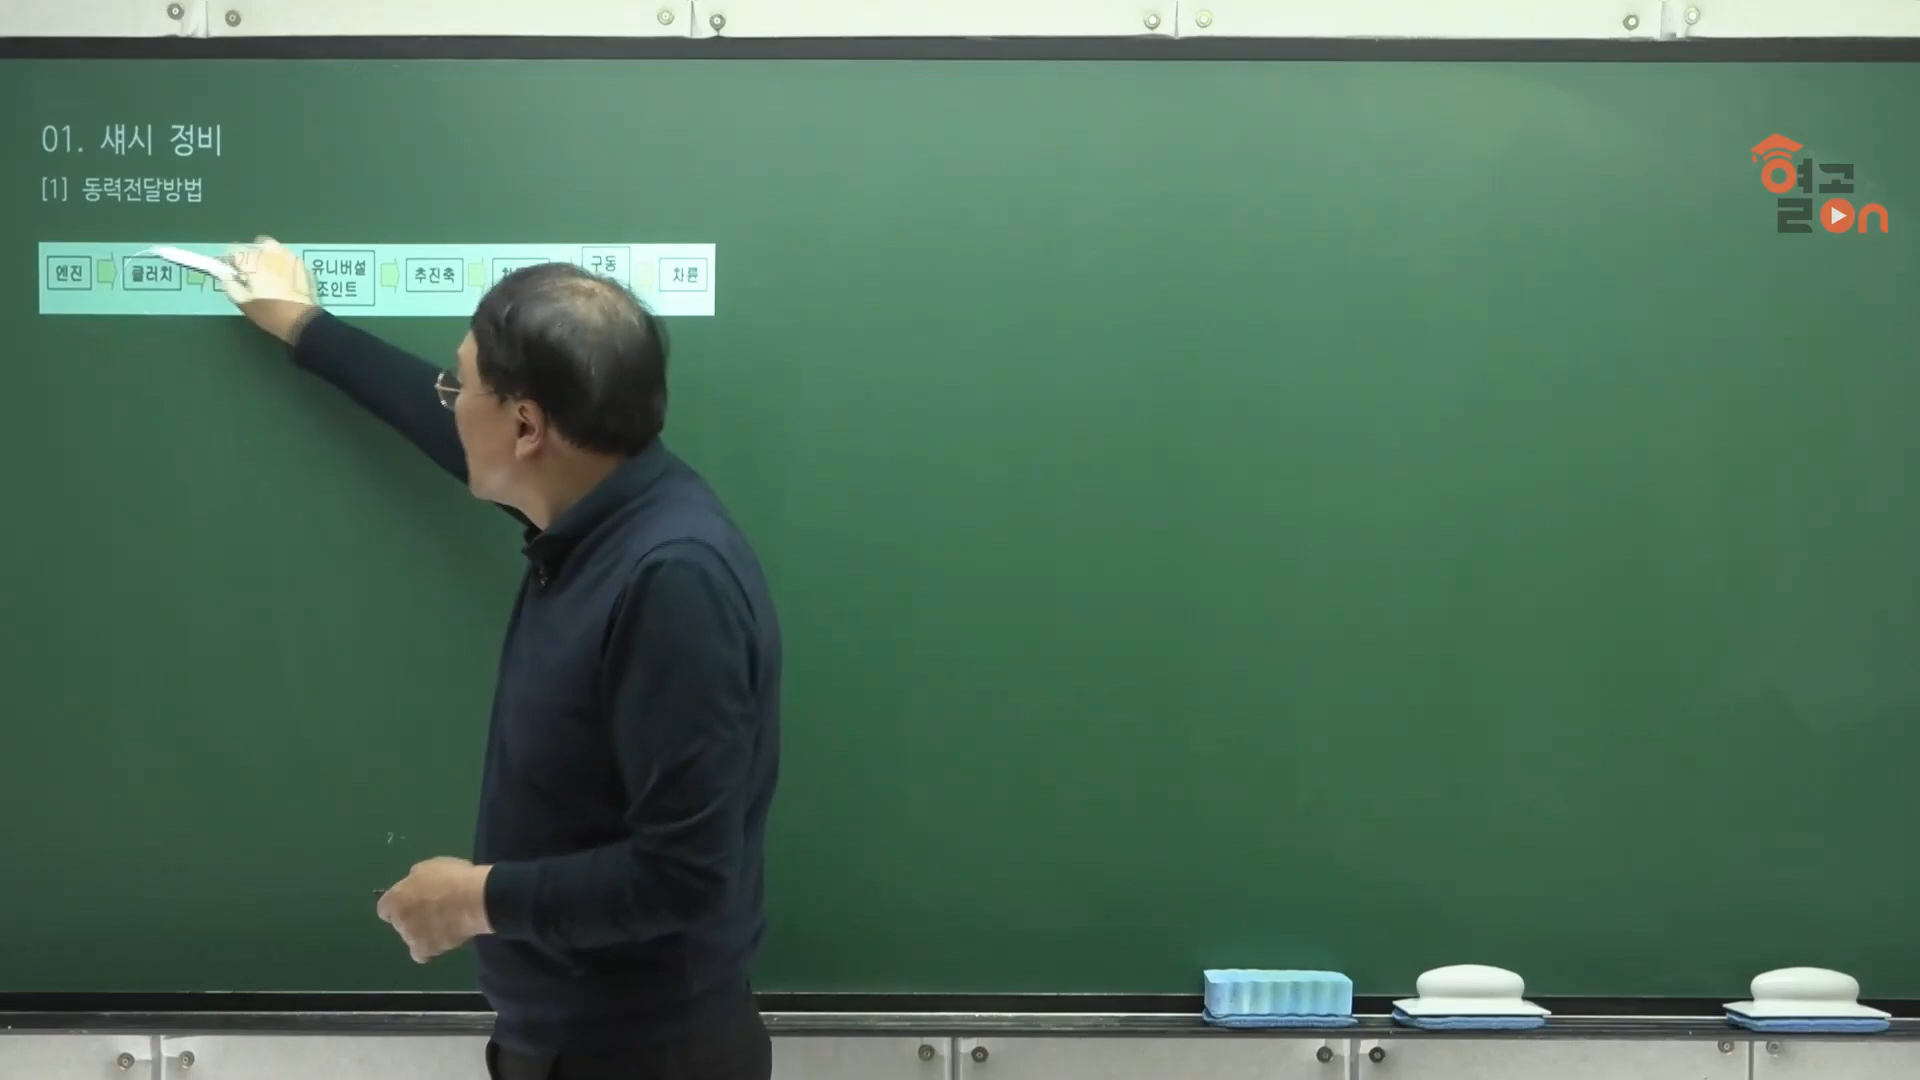 01. 섀시 정비
[1] 동력전달방법
엔진 클러치 유니버설 조인트 추진축 구동 차륜
열공
on